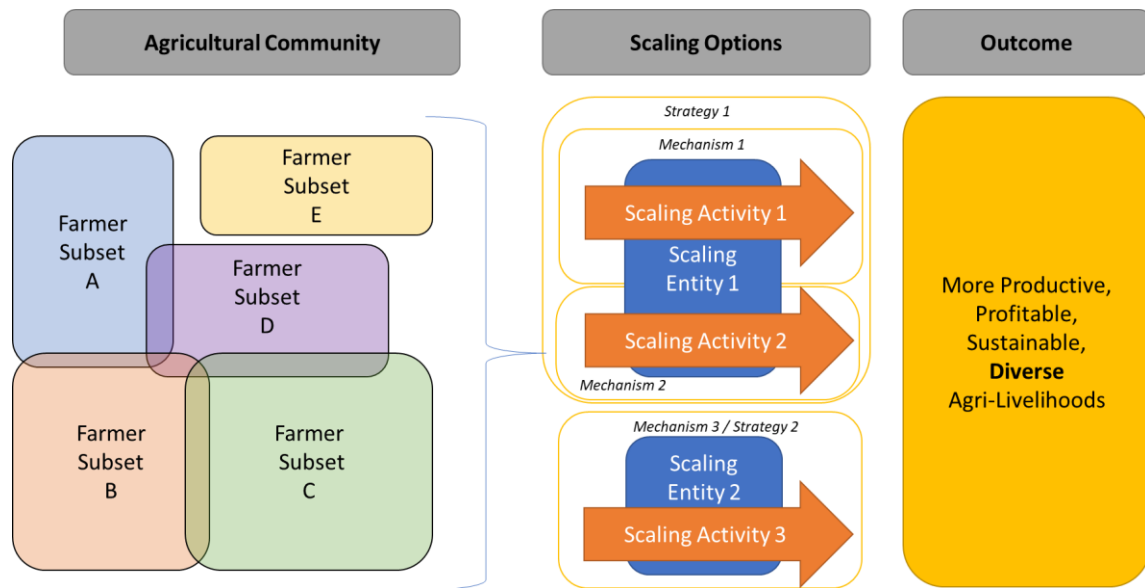 Agricultural Community
Scaling Options
Outcome
Farmer
Subset
A
Farmer
Subset
E
Farmer
Subset
D
Farmer
Subset
B
Farmer
Subset
C
Strategy 1
Mechanism 1
Scaling Activity 1
Scaling
Entity 1
Scaling Activity 2
Mechanism 2
Mechanism 3 / Strategy 2
Scaling
Entity 2
Scaling Activity 3
More Productive,
Profitable,
Sustainable,
Diverse
Agri-Livelihoods